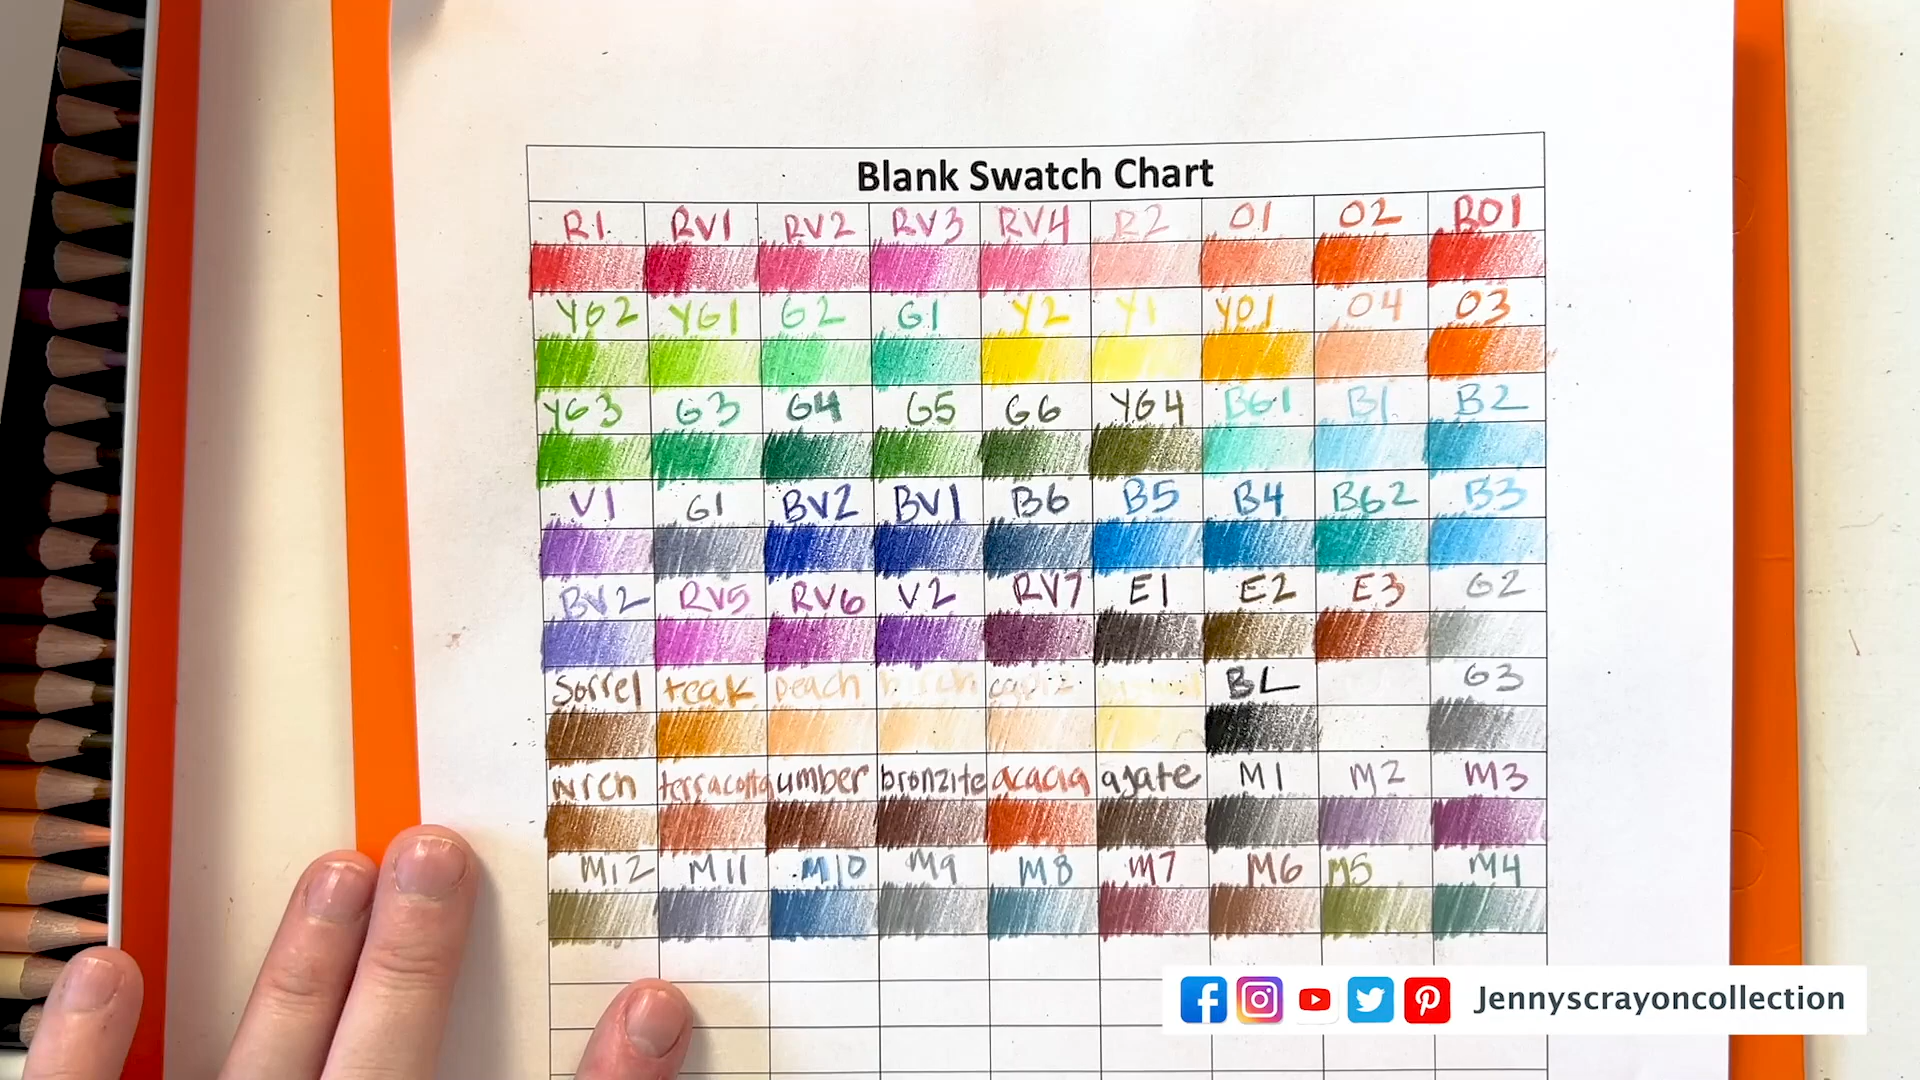 Blank Swatch Chart
R1 RV1 RV2 RV3 RV4 R2 O1 O2 RO1
YG2 YG1 G2 G1 Y2 Y1 YO1 O4 O3
YG3 G3 G4 G5 G6 YG4 BG1 B1 B2
V1 G1 BV2 BV1 B6 B5 B4 BG2 B3
BV2 RV5 RV6 V2 RV7 E1 E2 E3 G2
Sorrel teak peach birch BL G3
terracotta umber bronzite acacia agate M1 M2 M3
M12 M11 M10 M9 M8 M7 M6 M5 M4
Jennyscrayoncollection